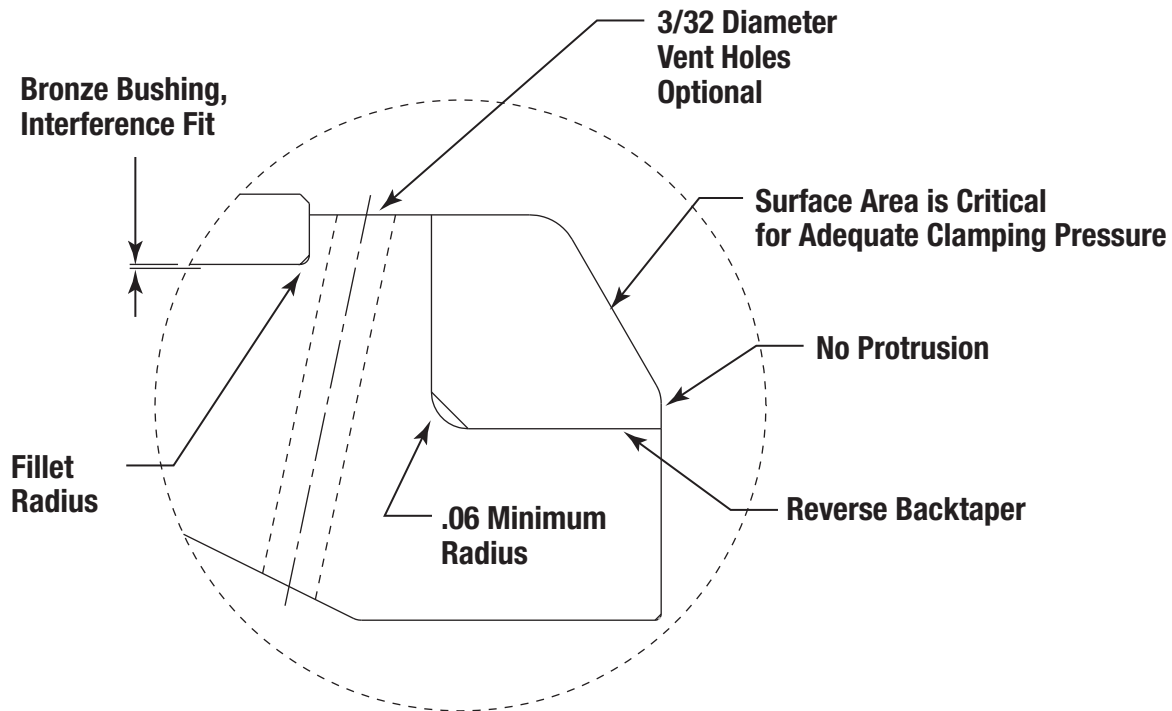 3/32 Diameter
Vent Holes
Optional
Bronze Bushing,
Interference Fit
Surface Area is Critical
for Adequate Clamping Pressure
No Protrusion
Fillet
Radius
.06 Minimum
Radius
Reverse Backtaper